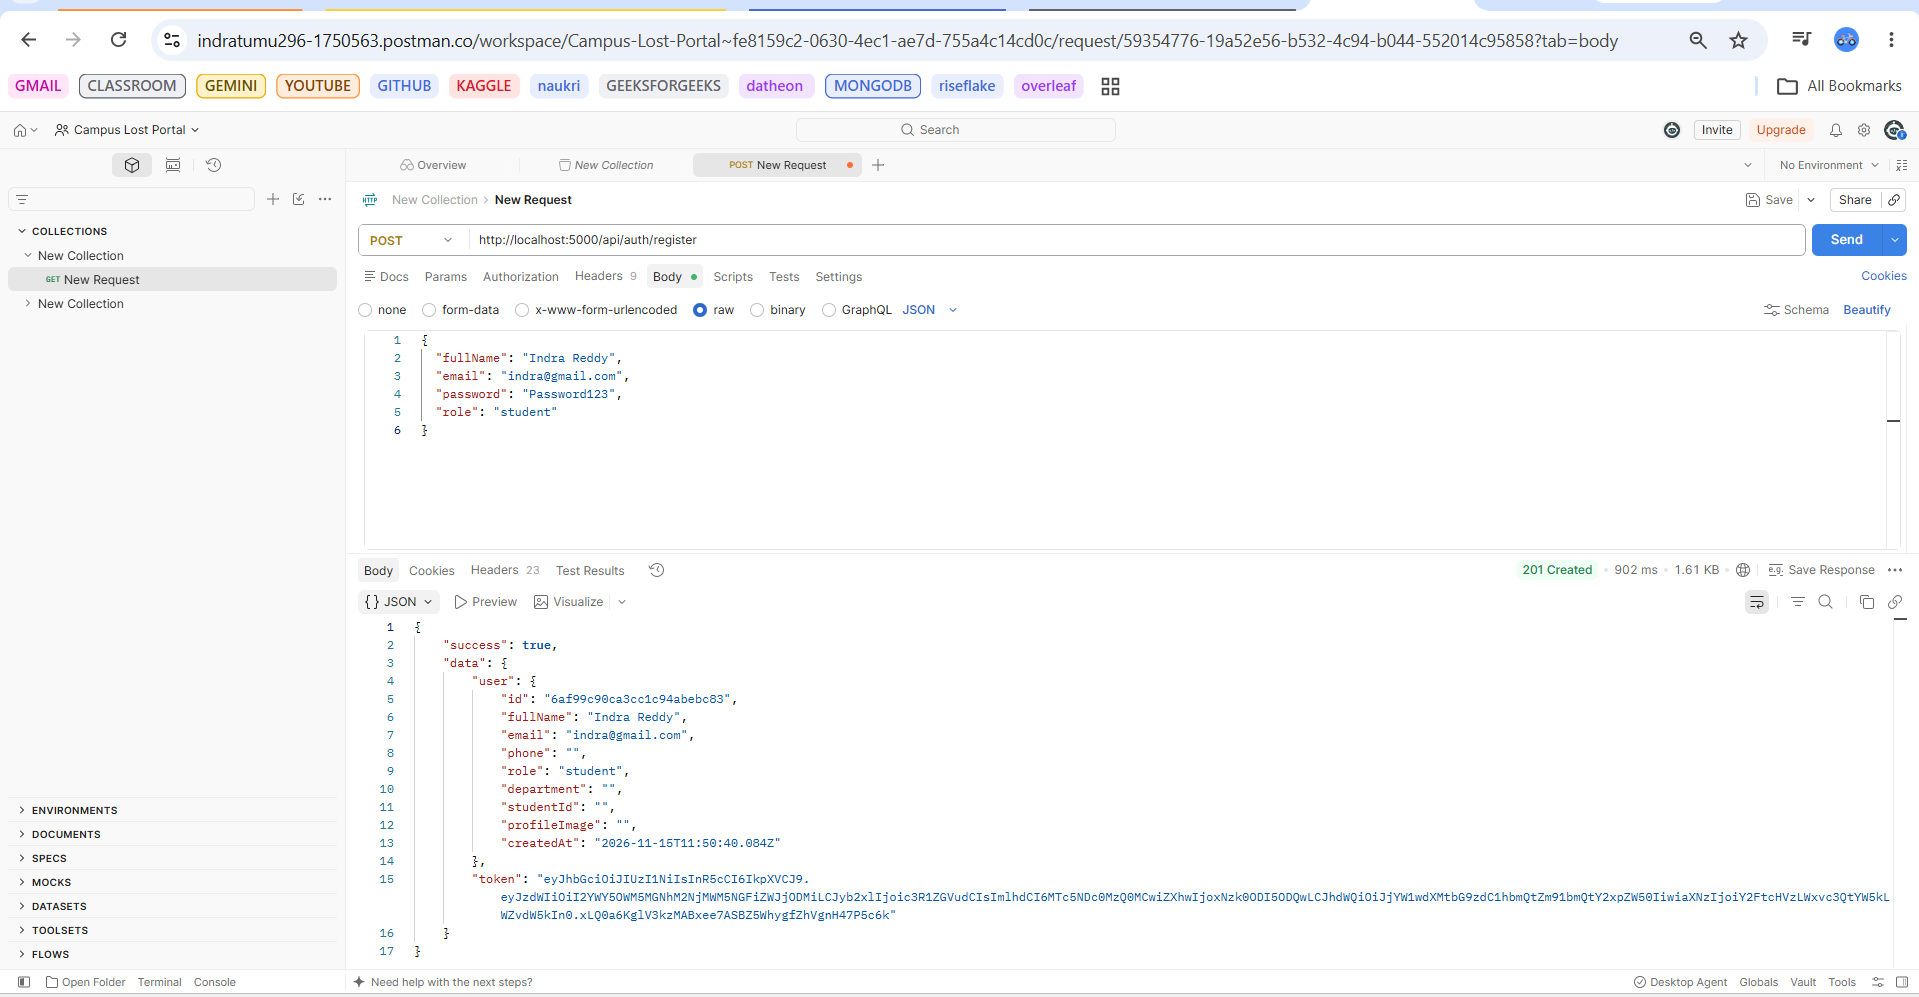 indratumu296-1750563.postman.co/workspace/Campus-Lost-Portal~fe8159c2-0630-4ec1-ae7d-755a4c14cd0c/request/59354776-19a52e56-b532-4c94-b044-552014c95858?tab=body
GMAIL CLASSROOM GEMINI YOUTUBE GITHUB KAGGLE naukri GEEKSFORGEEKS datheon MONGODB riseflake overleaf All Bookmarks
Campus Lost Portal Search Invite Upgrade
Overview New Collection POST New Request No Environment
New Collection > New Request Save Share
COLLECTIONS
New Collection
GET New Request
New Collection
POST http://localhost:5000/api/auth/register Send
Docs Params Authorization Headers 9 Body Scripts Tests Settings Cookies
none form-data x-www-form-urlencoded raw binary GraphQL JSON Schema Beautify
1 {
2 "fullName": "Indra Reddy",
3 "email": "indra@gmail.com",
4 "password": "Password123",
5 "role": "student"
6 }
Body Cookies Headers 23 Test Results 201 Created 902 ms 1.61 KB e.g. Save Response
{} JSON Preview Visualize
1 {
2 "success": true,
3 "data": {
4 "user": {
5 "id": "6af99c90ca3cc1c94abebc83",
6 "fullName": "Indra Reddy",
7 "email": "indra@gmail.com",
8 "phone": "",
9 "role": "student",
10 "department": "",
11 "studentId": "",
12 "profileImage": "",
13 "createdAt": "2026-11-15T11:50:40.084Z"
14 },
15 "token": "eyJhbGciOiJIUzI1NiIsInR5cCI6IkpXVCJ9.
eyJzdWIiOiI2YWY5OWM5MGNhM2NjMWM5NGFiZWJjODMiLCJyb2xlIjoic3R1ZGVudCIsImlhdCI6MTc5NDc0MzQ0MCwiZXhwIjoxNzk0ODI5ODQwLCJhdWQiOiJjYW1wdXMtbG9zdC1hbmQtZm91bmQtY2xpZW50IiwiaXNzIjoiY2FtcHVzLWxvc3QtYW5kL
WZvdW5kIn0.xLQ0a6KglV3kzMABxee7ASBZ5WhygfZhVgnH47P5c6k"
16 }
17 }
ENVIRONMENTS
DOCUMENTS
SPECS
MOCKS
DATASETS
TOOLSETS
FLOWS
Open Folder Terminal Console Need help with the next steps? Desktop Agent Globals Vault Tools